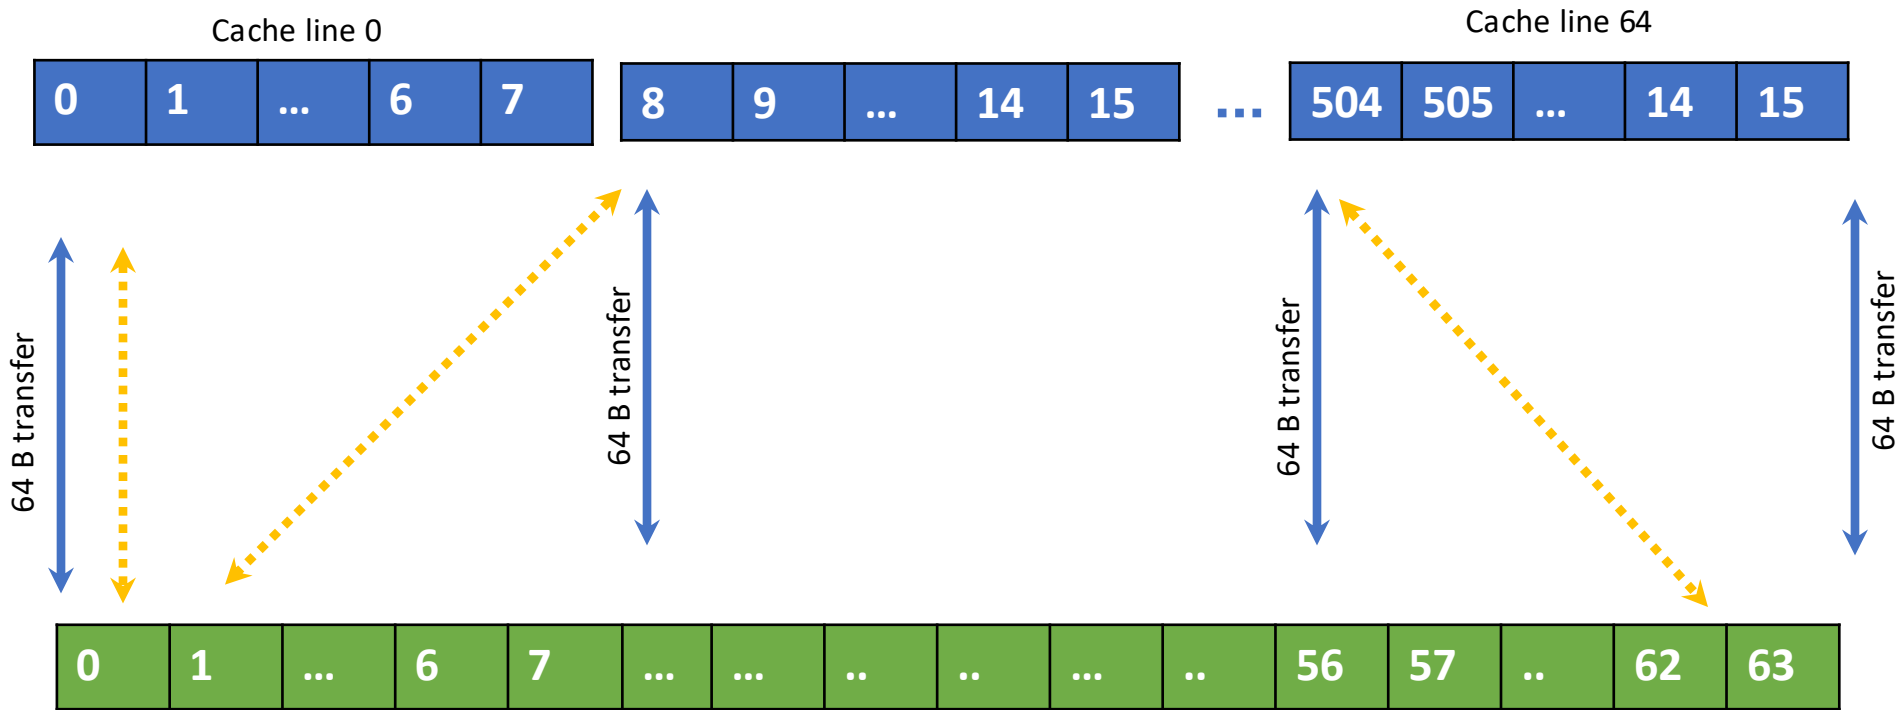 Cache line 0
Cache line 64
0 1 ... 6 7 8 9 ... 14 15 ... 504 505 ... 14 15
64 B transfer
64 B transfer
64 B transfer
64 B transfer
0 1 ... 6 7 ... ... .. .. ... .. 56 57 .. 62 63